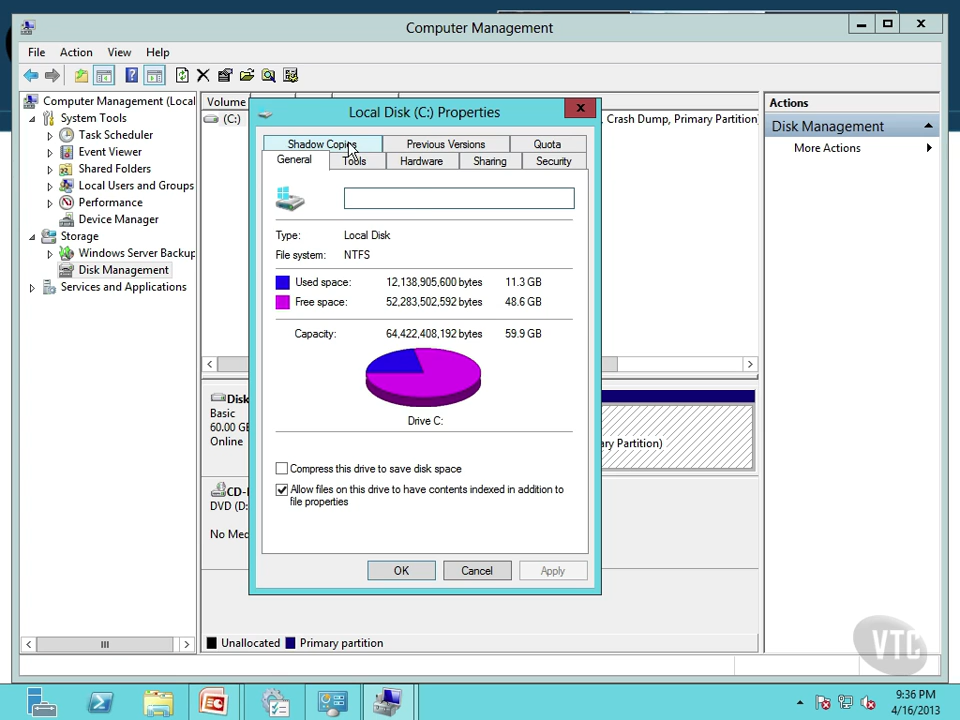 Computer Management
File Action View Help
Computer Management (Local
System Tools
Task Scheduler
Event Viewer
Shared Folders
Local Users and Groups
Performance
Device Manager
Storage
Windows Server Backup
Disk Management
Services and Applications
Volume
(C:)
, Crash Dump, Primary Partition)
Disk
Basic
60.00 GB
Online
ary Partition)
CD-
DVD (D:
No Med
Unallocated Primary partition
Local Disk (C:) Properties
Shadow Copies Previous Versions Quota
General Tools Hardware Sharing Security
Type: Local Disk
File system: NTFS
Used space: 12,138,905,600 bytes 11.3 GB
Free space: 52,283,502,592 bytes 48.6 GB
Capacity: 64,422,408,192 bytes 59.9 GB
Drive C:
Compress this drive to save disk space
Allow files on this drive to have contents indexed in addition to
file properties
OK Cancel Apply
Actions
Disk Management
More Actions
VTC
9:36 PM
4/16/2013